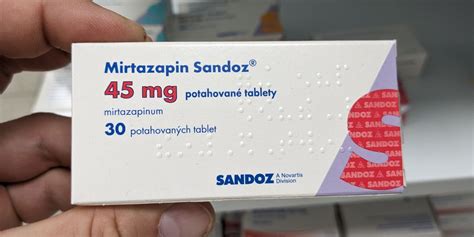 Mirtazapin Sandoz®
45 mg potahované tablety
mirtazapinum
30 potahovaných tablet
SANDOZ A Novartis
Division
SANDOZ